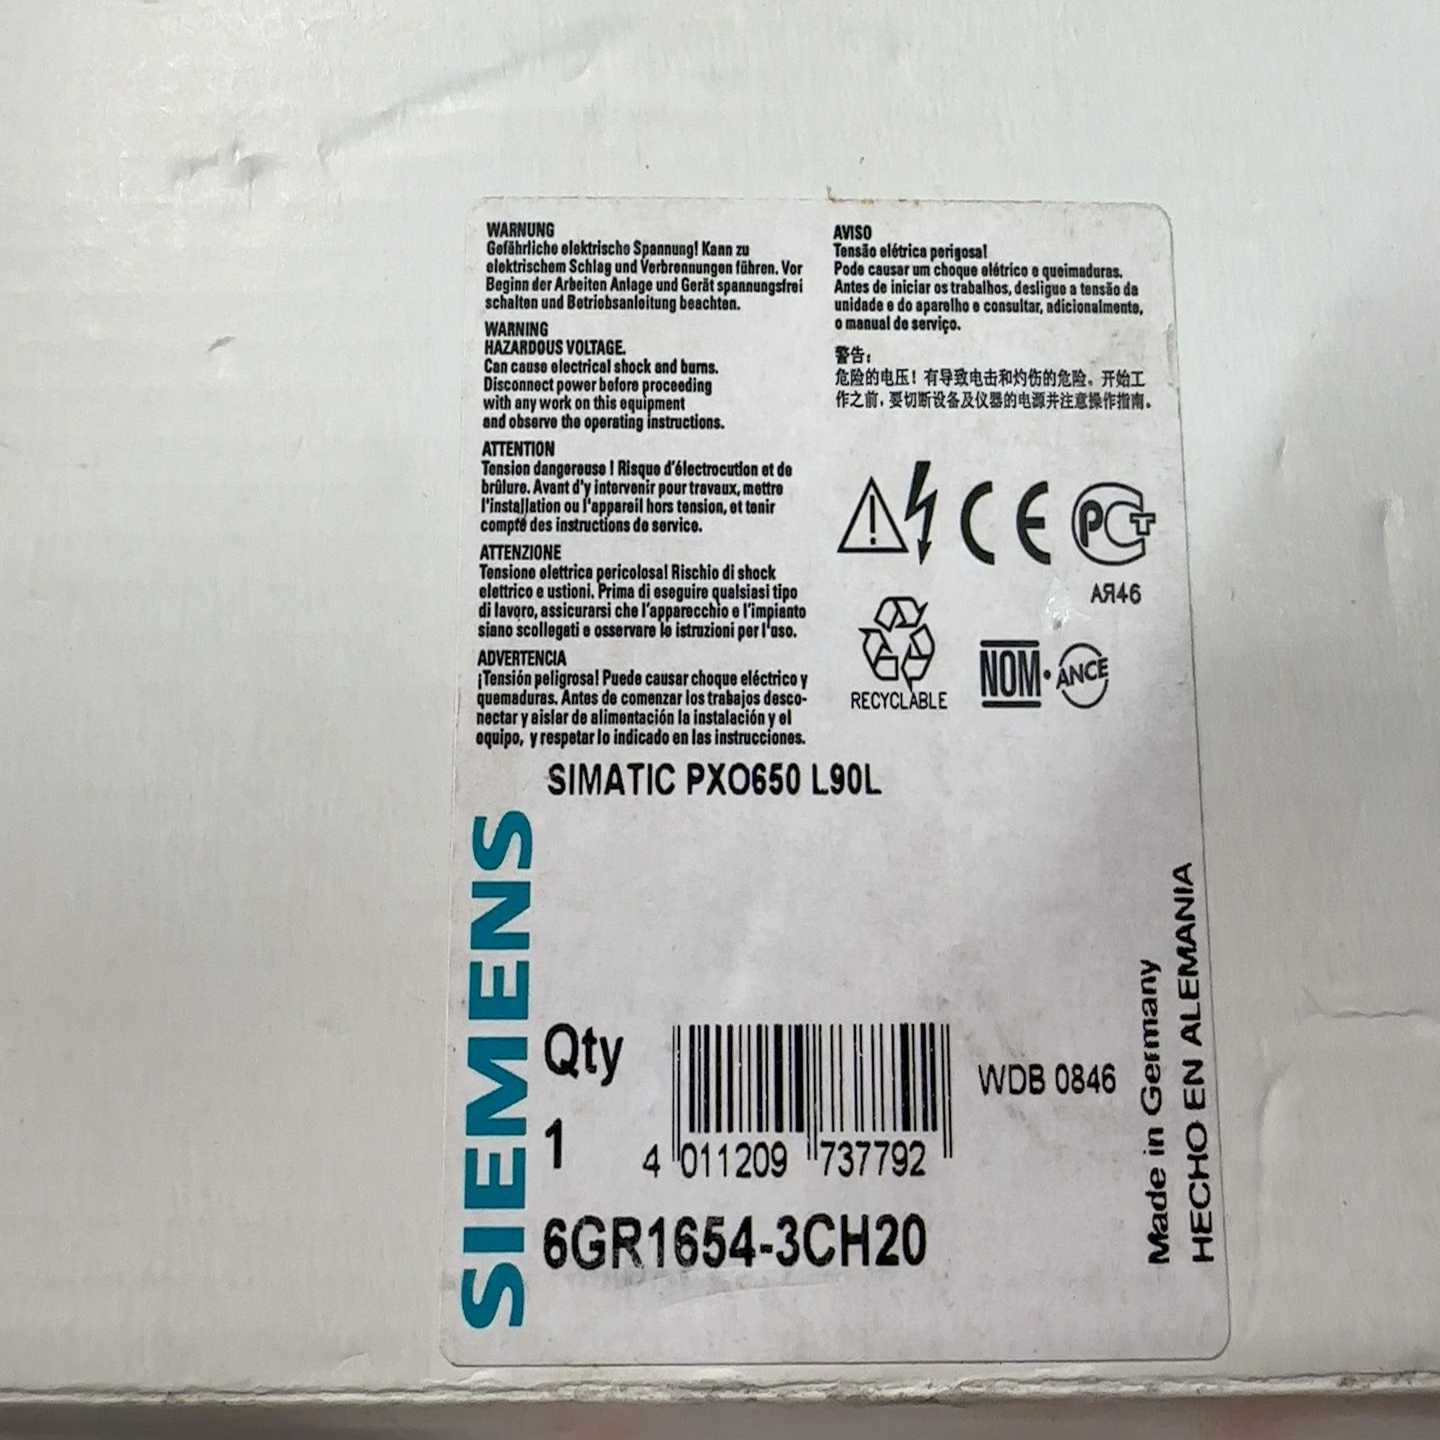 WARNUNG
Gefährliche elektrische Spannung! Kann zu
elektrischem Schlag und Verbrennungen führen. Vor
Beginn der Arbeiten Anlage und Gerät spannungsfrei
schalten und Betriebsanleitung beachten.
WARNING
HAZARDOUS VOLTAGE.
Can cause electrical shock and burns.
Disconnect power before proceeding
with any work on this equipment
and observe the operating instructions.
ATTENTION
Tension dangereuse ! Risque d'électrocution et de
brûlure. Avant d'y intervenir pour travaux, mettre
l'installation ou l'appareil hors tension, et tenir
compte des instructions de service.
ATTENZIONE
Tensione elettrica pericolosa! Rischio di shock
elettrico e ustioni. Prima di eseguire qualsiasi tipo
di lavoro, assicurarsi che l'apparecchio e l'impianto
siano scollegati e osservare le istruzioni per l'uso.
ADVERTENCIA
¡Tensión peligrosa! Puede causar choque eléctrico y
quemaduras. Antes de comenzar los trabajos desco-
nectar y aislar de alimentación la instalación y el
equipo, y respetar lo indicado en las instrucciones.
AVISO
Tensão elétrica perigosa!
Pode causar um choque elétrico e queimaduras.
Antes de iniciar os trabalhos, desligue a tensão da
unidade e do aparelho e consultar, adicionalmente,
o manual de serviço.
警告:
危险的电压! 有导致电击和灼伤的危险。开始工
作之前, 要切断设备及仪器的电源并注意操作指南。
CE
PCT
АЯ46
RECYCLABLE
NOM·ANCE
SIMATIC PXO650 L90L
SIEMENS
Qty
1
4 011209 737792
WDB 0846
6GR1654-3CH20
Made in Germany
HECHO EN ALEMANIA